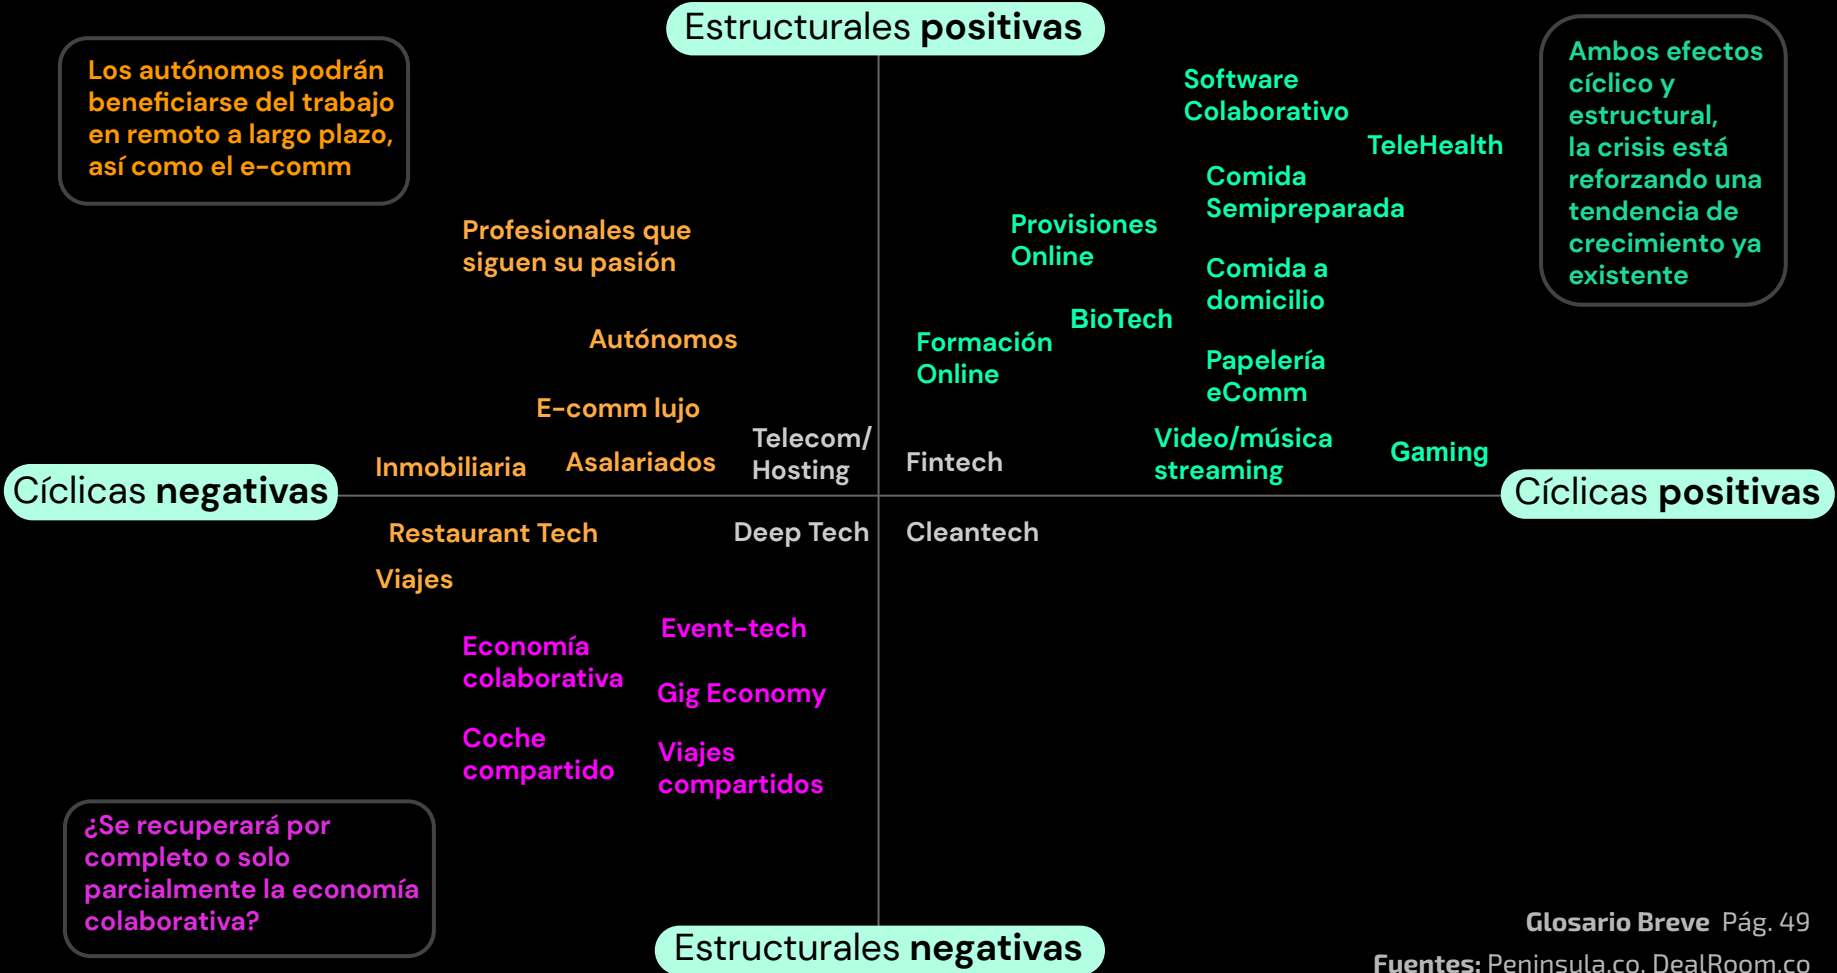 Estructurales positivas
Los autónomos podrán
beneficiarse del trabajo
en remoto a largo plazo,
así como el e-comm
Ambos efectos
cíclico y
estructural,
la crisis está
reforzando una
tendencia de
crecimiento ya
existente
Software
Colaborativo
TeleHealth
Comida
Semipreparada
Profesionales que
siguen su pasión
Provisiones
Online
Comida a
domicilio
BioTech
Autónomos
Formación
Online
Papelería
eComm
E-comm lujo
Telecom/
Hosting
Fintech
Video/música
streaming
Gaming
Inmobiliaria
Asalariados
Cíclicas negativas
Cíclicas positivas
Restaurant Tech
Deep Tech
Cleantech
Viajes
Economía
colaborativa
Event-tech
Gig Economy
Coche
compartido
Viajes
compartidos
¿Se recuperará por
completo o solo
parcialmente la economía
colaborativa?
Estructurales negativas
Glosario Breve Pág. 49
Fuentes: Peninsula.co, DealRoom.co